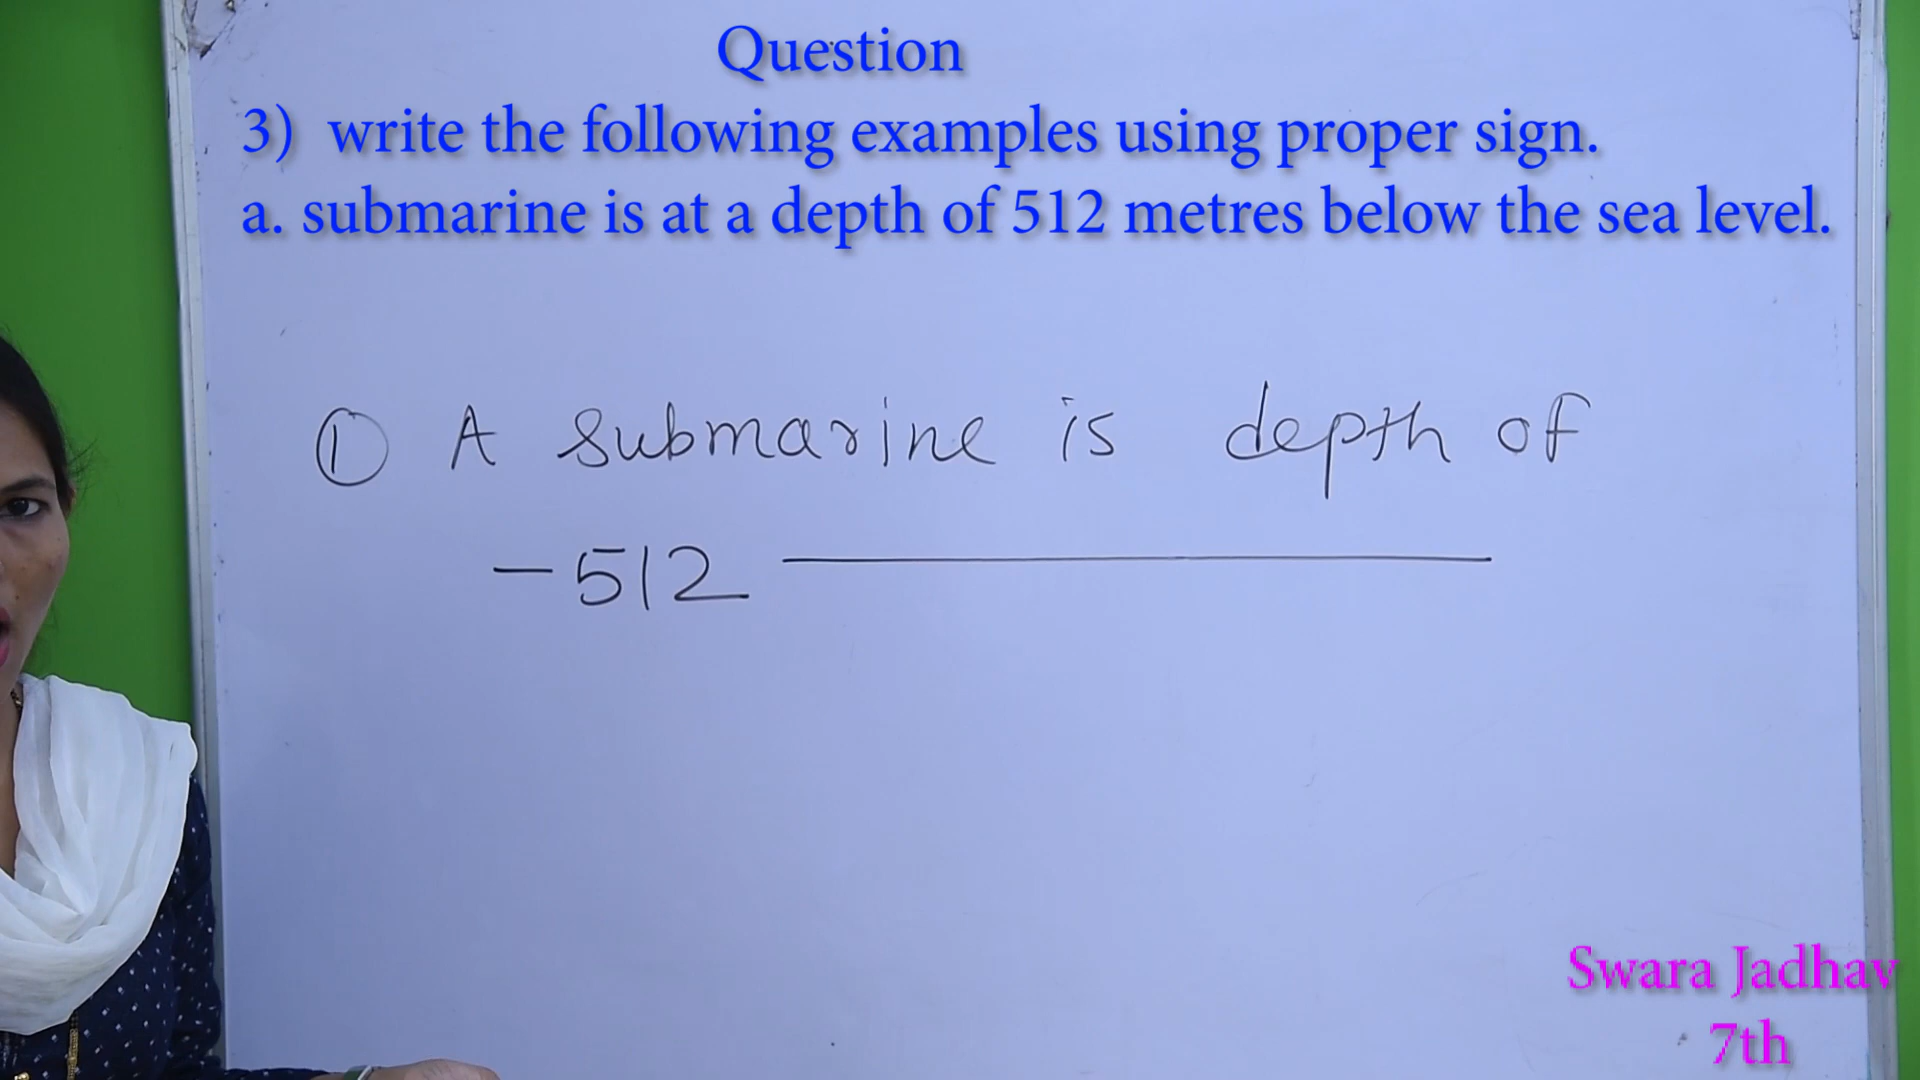 Question
3) write the following examples using proper sign.
a. submarine is at a depth of 512 metres below the sea level.
① A submarine is depth of
-512
Swara Jadhav
7th